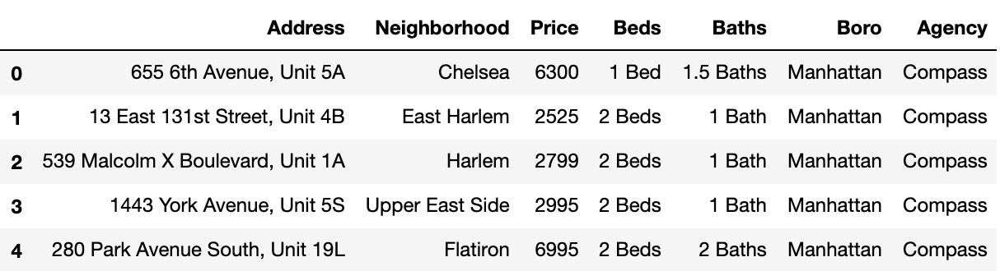 Address Neighborhood Price Beds Baths Boro Agency
0 655 6th Avenue, Unit 5A Chelsea 6300 1 Bed 1.5 Baths Manhattan Compass
1 13 East 131st Street, Unit 4B East Harlem 2525 2 Beds 1 Bath Manhattan Compass
2 539 Malcolm X Boulevard, Unit 1A Harlem 2799 2 Beds 1 Bath Manhattan Compass
3 1443 York Avenue, Unit 5S Upper East Side 2995 2 Beds 1 Bath Manhattan Compass
4 280 Park Avenue South, Unit 19L Flatiron 6995 2 Beds 2 Baths Manhattan Compass